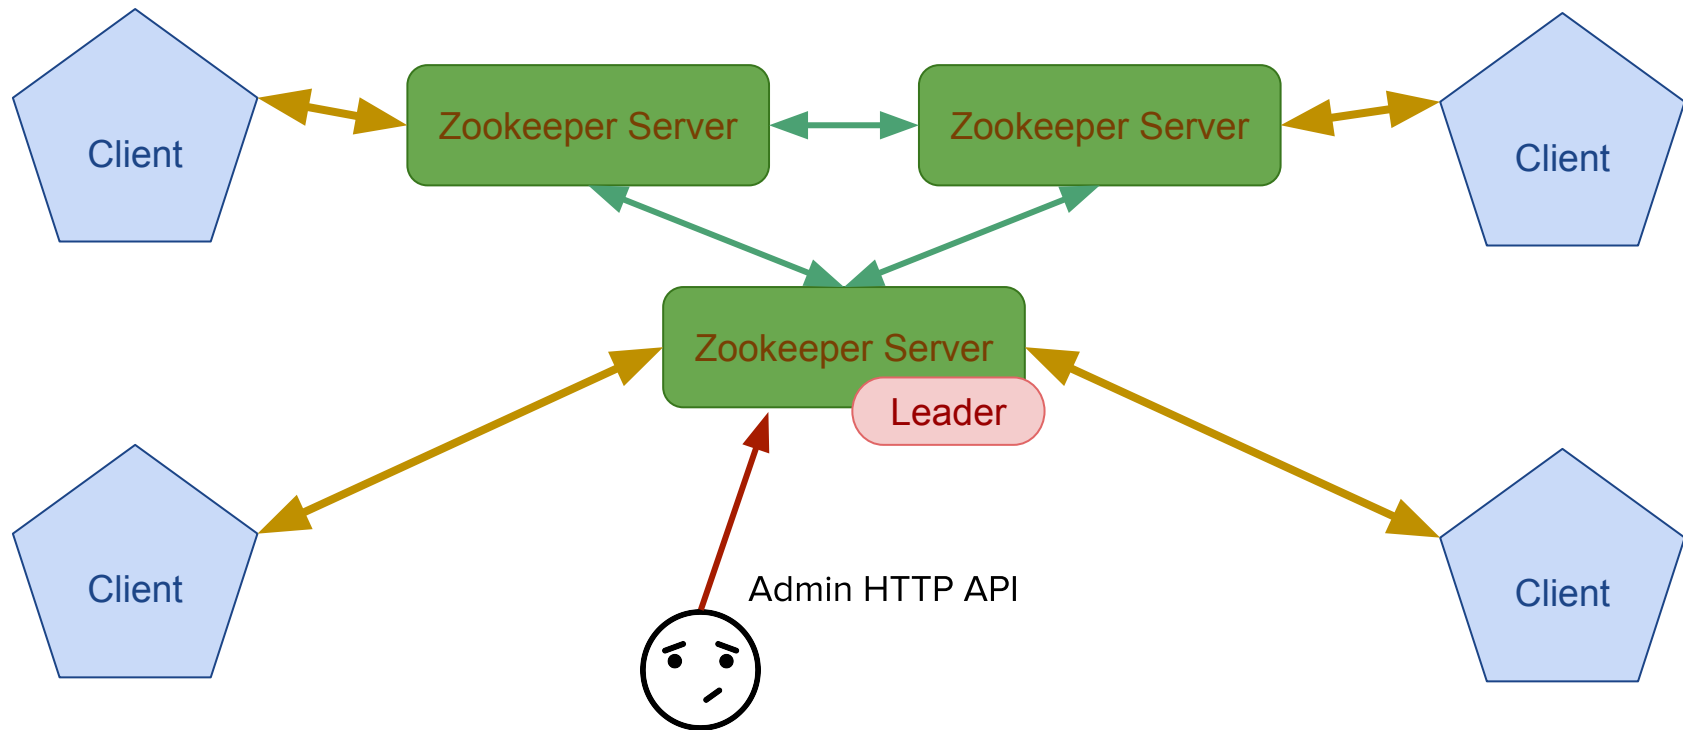 Client
Zookeeper Server
Zookeeper Server
Client
Zookeeper Server
Leader
Client
Admin HTTP API
Client